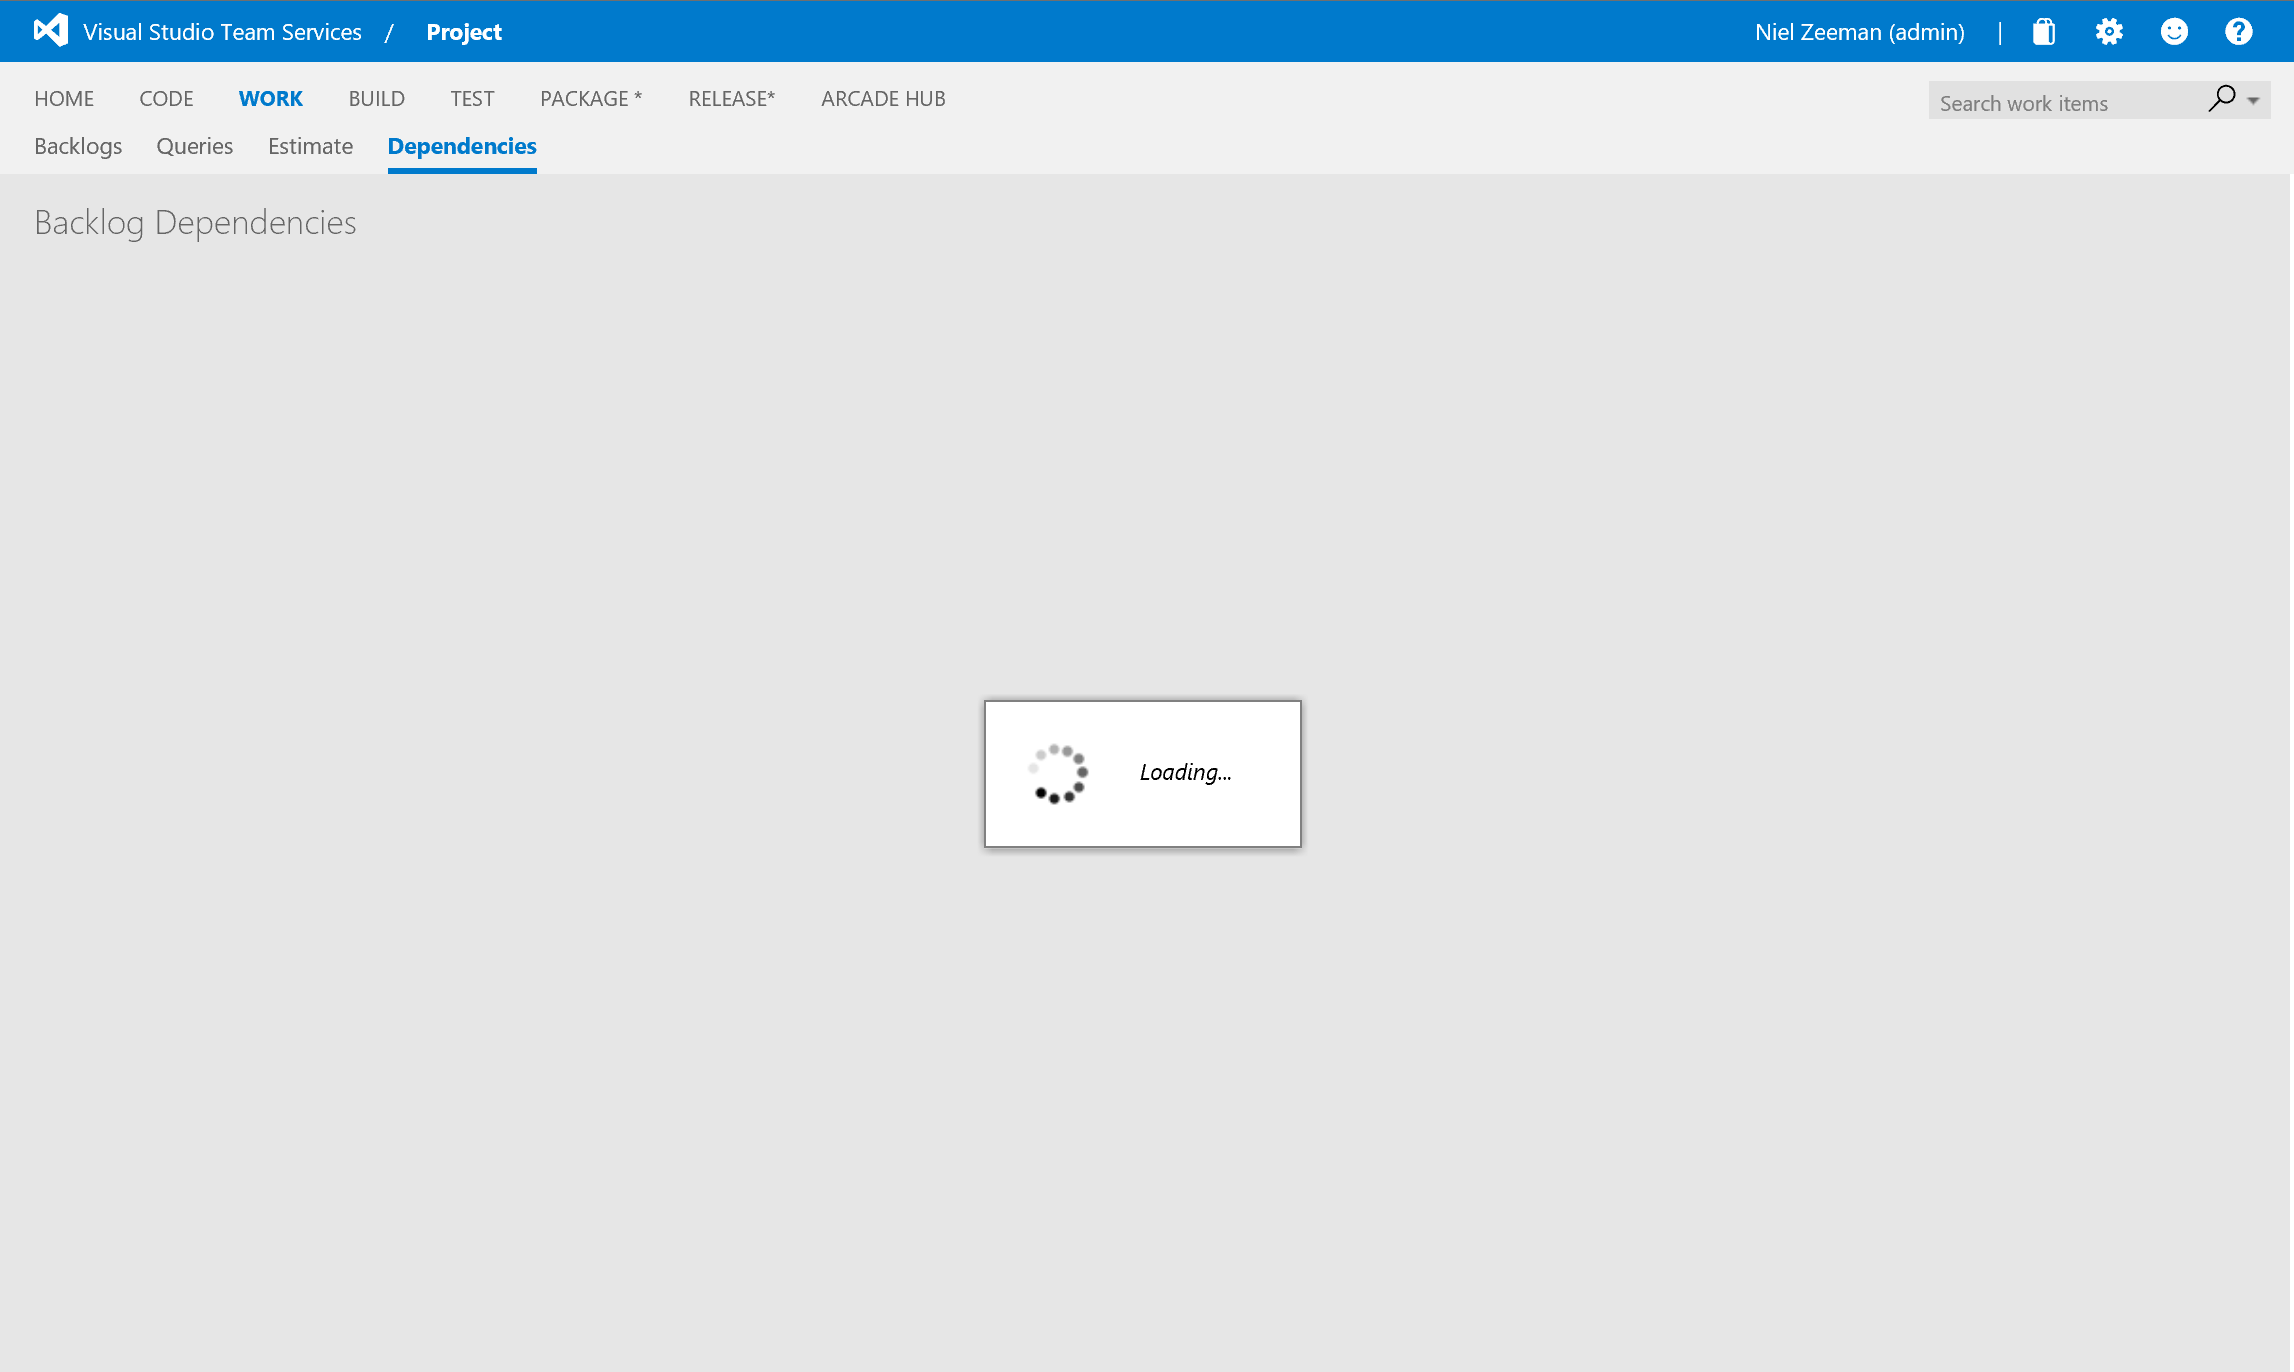 Visual Studio Team Services / Project Niel Zeeman (admin) |
HOME CODE WORK BUILD TEST PACKAGE * RELEASE* ARCADE HUB
Search work items
Backlogs Queries Estimate Dependencies
Backlog Dependencies
Loading...